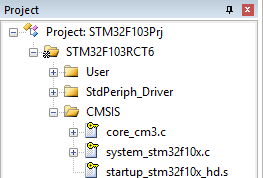 Project
Project: STM32F103Prj
STM32F103RCT6
User
StdPeriph_Driver
CMSIS
core_cm3.c
system_stm32f10x.c
startup_stm32f10x_hd.s